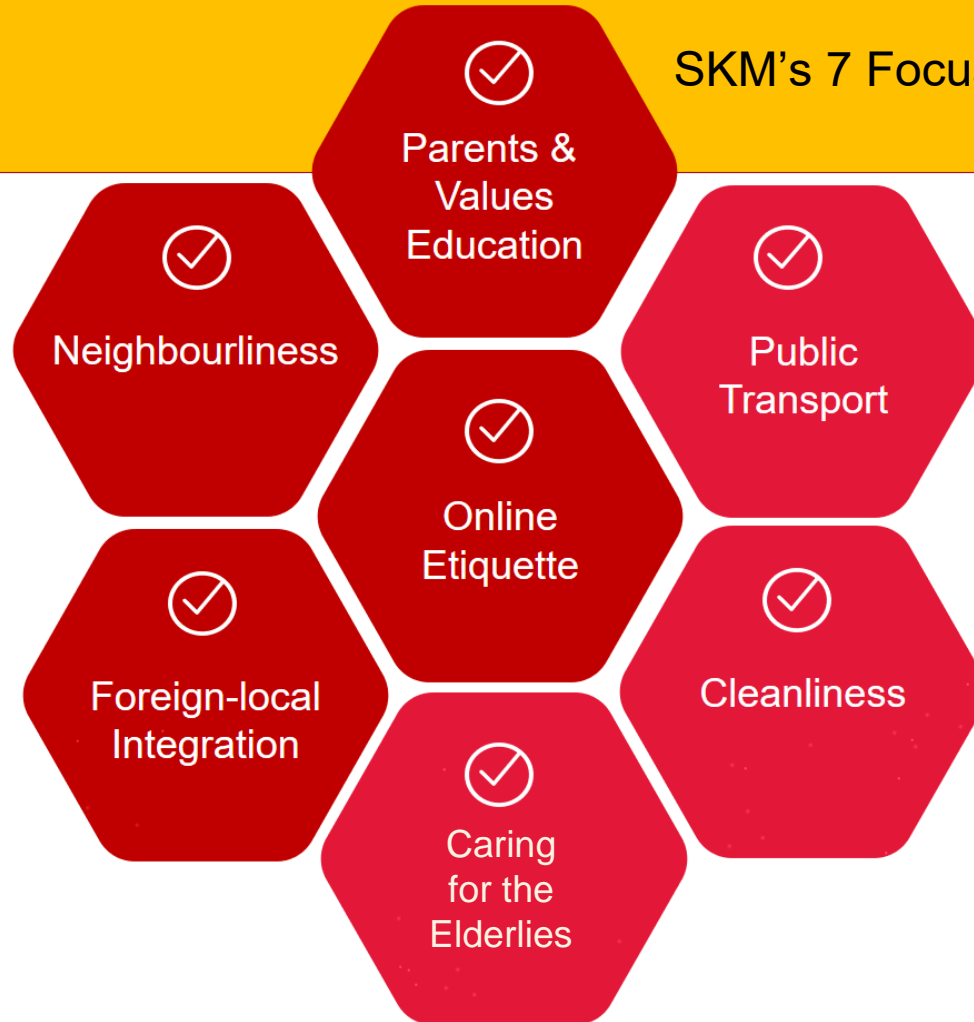 SKM's 7 Focu
Parents &
Values
Education
Neighbourliness
Public
Transport
Online
Etiquette
Foreign-local
Integration
Cleanliness
Caring
for the
Elderlies